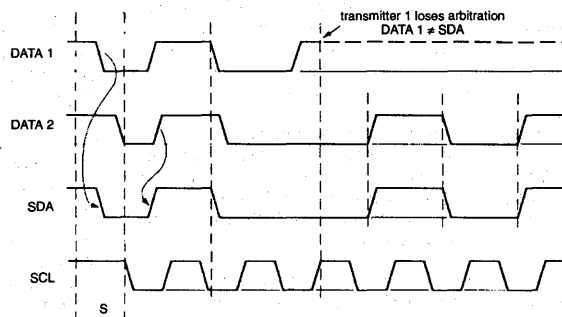 transmitter 1 loses arbitration
DATA 1 ≠ SDA
DATA 1
DATA 2
SDA
SCL
S